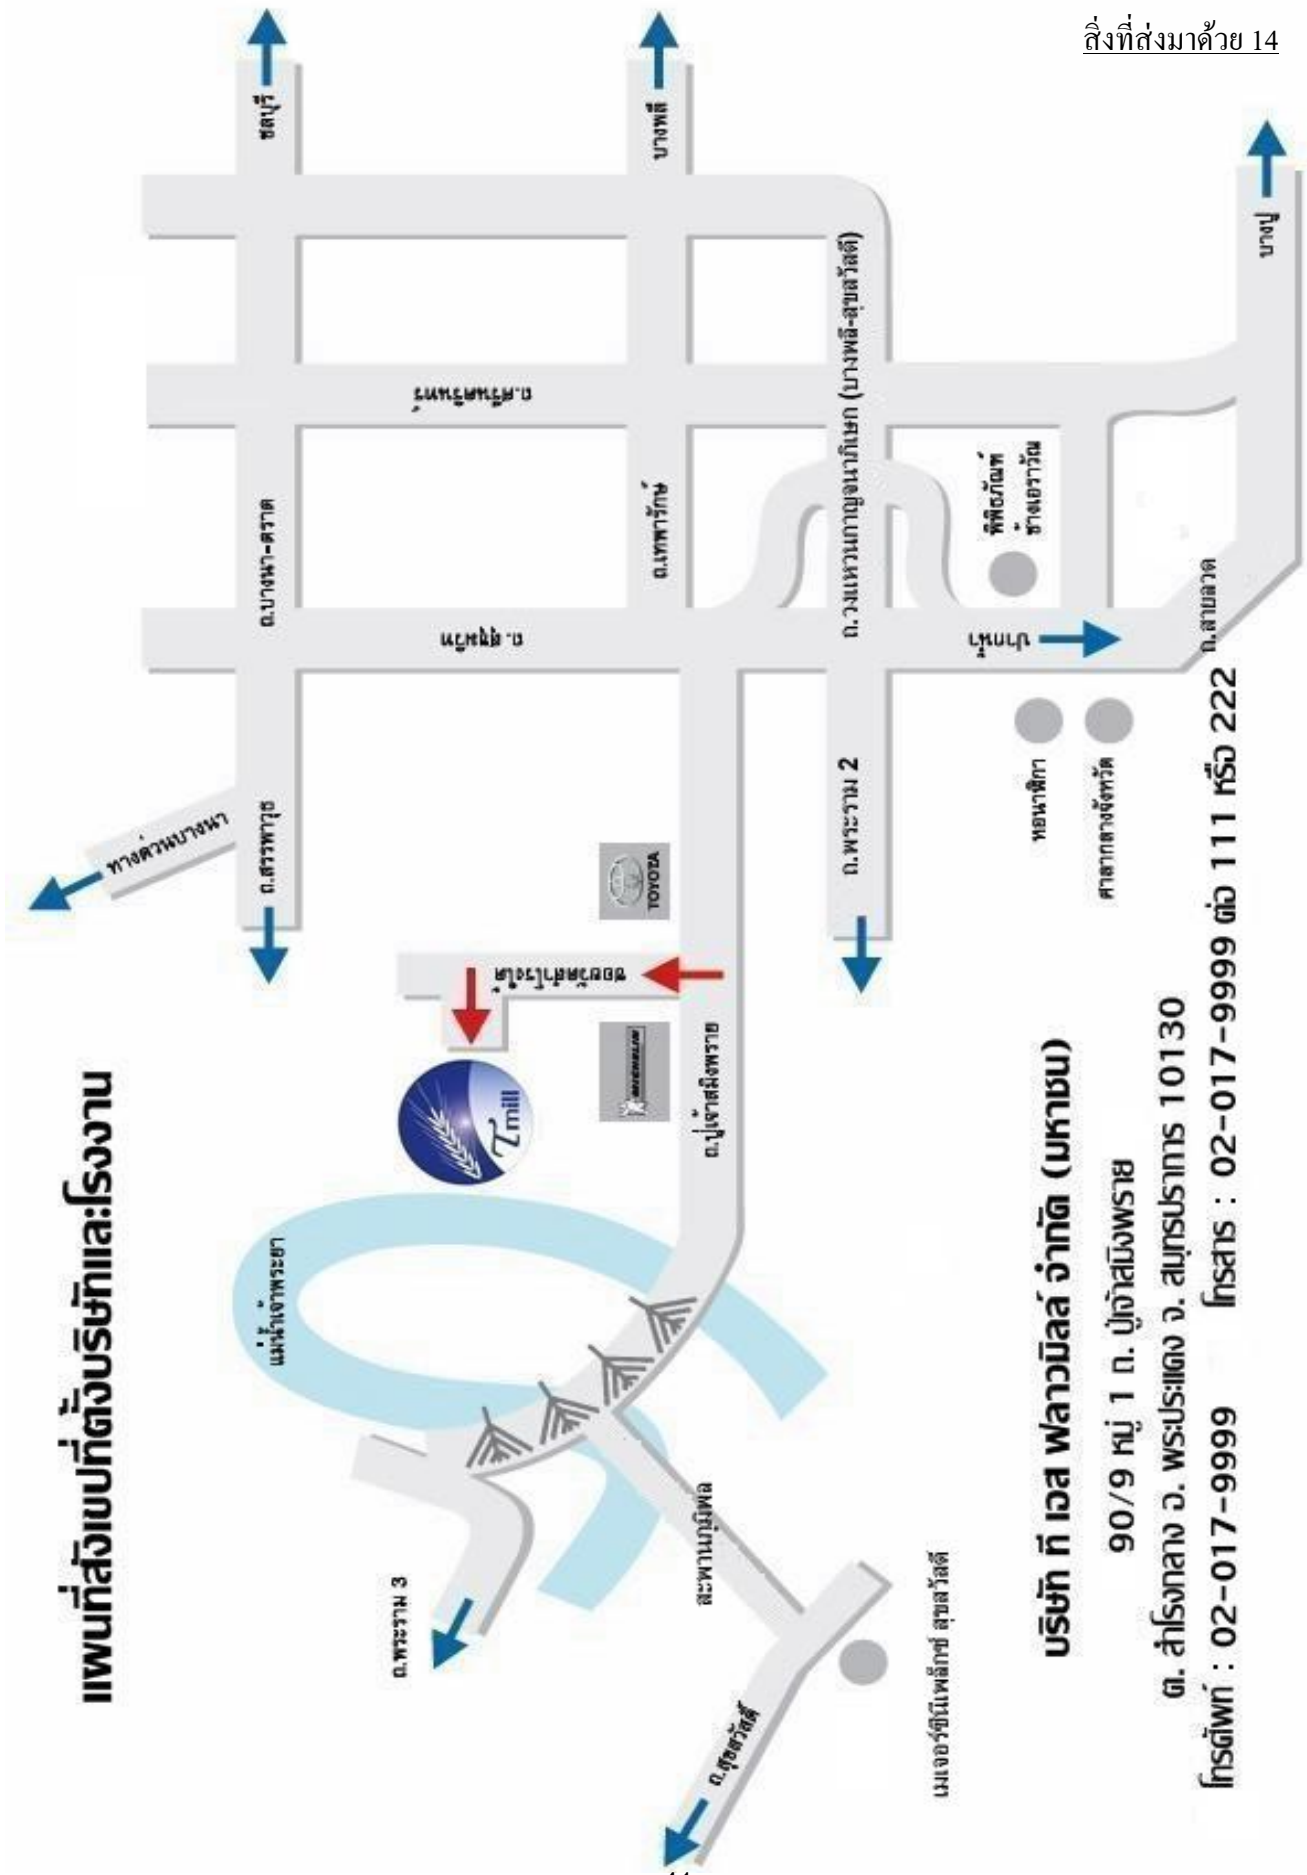 สิ่งที่ส่งมาด้วย 14
แผนที่สังเขปที่ตั้งบริษัทและโรงงาน
ทางด่วนบางนา
ถ.สรรพาวุธ
ถ.บางนา-ตราด
ชลบุรี
แม่น้ำเจ้าพระยา
ถ.พระราม 3
Tmill
ซอยวัดสำโรงใต้
ถ. สุขุมวิท
ถ.ศรีนครินทร์
MICHELIN
TOYOTA
ถ.เทพารักษ์
บางพลี
ถ.ปู่เจ้าสมิงพราย
สะพานภูมิพล
ถ.สุขสวัสดิ์
ถ.พระราม 2
ถ.วงแหวนกาญจนาภิเษก (บางพลี-สุขสวัสดิ์)
เมเจอร์ซีนีเพล็กซ์ สุขสวัสดิ์
ปากน้ำ
พิพิธภัณฑ์
ช้างเอราวัณ
หอนาฬิกา
ศาลากลางจังหวัด
ถ.สายลวด
บางปู
บริษัท ที เอส ฟลาวมิลล์ จำกัด (มหาชน)
90/9 หมู่ 1 ถ. ปู่เจ้าสมิงพราย
ต. สำโรงกลาง อ. พระประแดง จ. สมุทรปราการ 10130
โทรศัพท์ : 02-017-9999 โทรสาร : 02-017-9999 ต่อ 111 หรือ 222